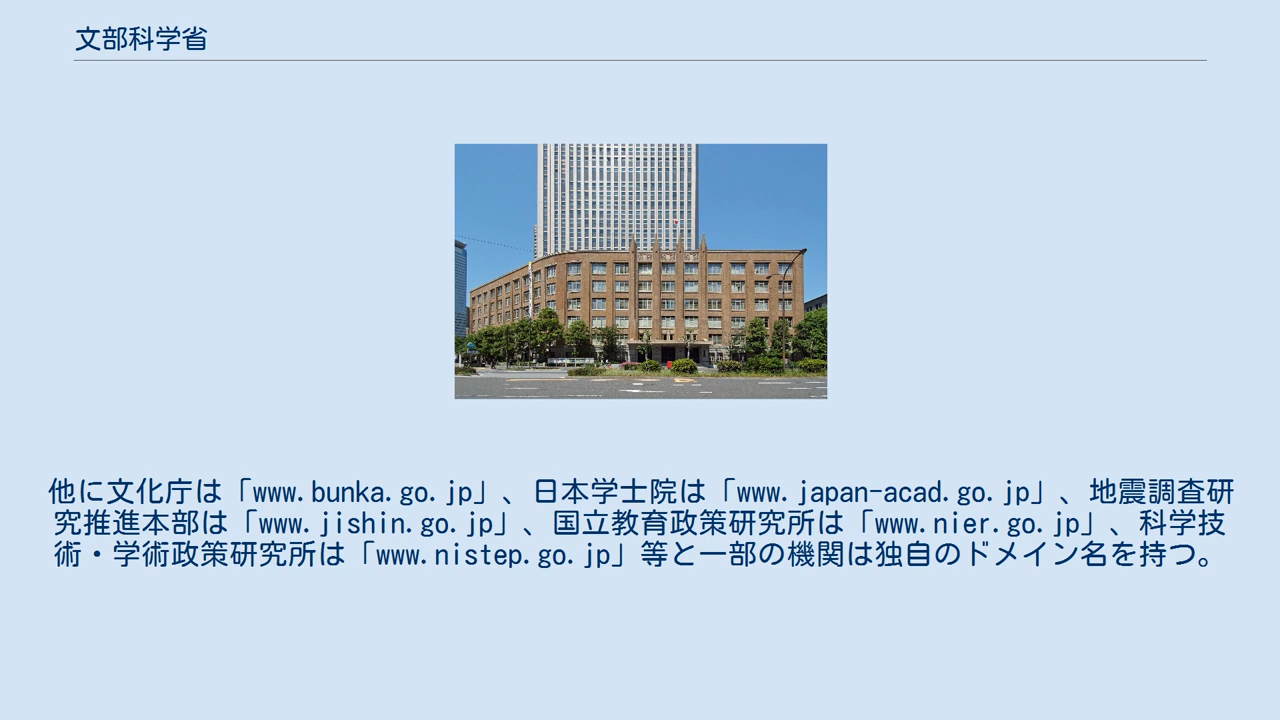 文部科学省
他に文化庁は「www.bunka.go.jp」、日本学士院は「www.japan-acad.go.jp」、地震調査研
究推進本部は「www.jishin.go.jp」、国立教育政策研究所は「www.nier.go.jp」、科学技
術・学術政策研究所は「www.nistep.go.jp」等と一部の機関は独自のドメイン名を持つ。